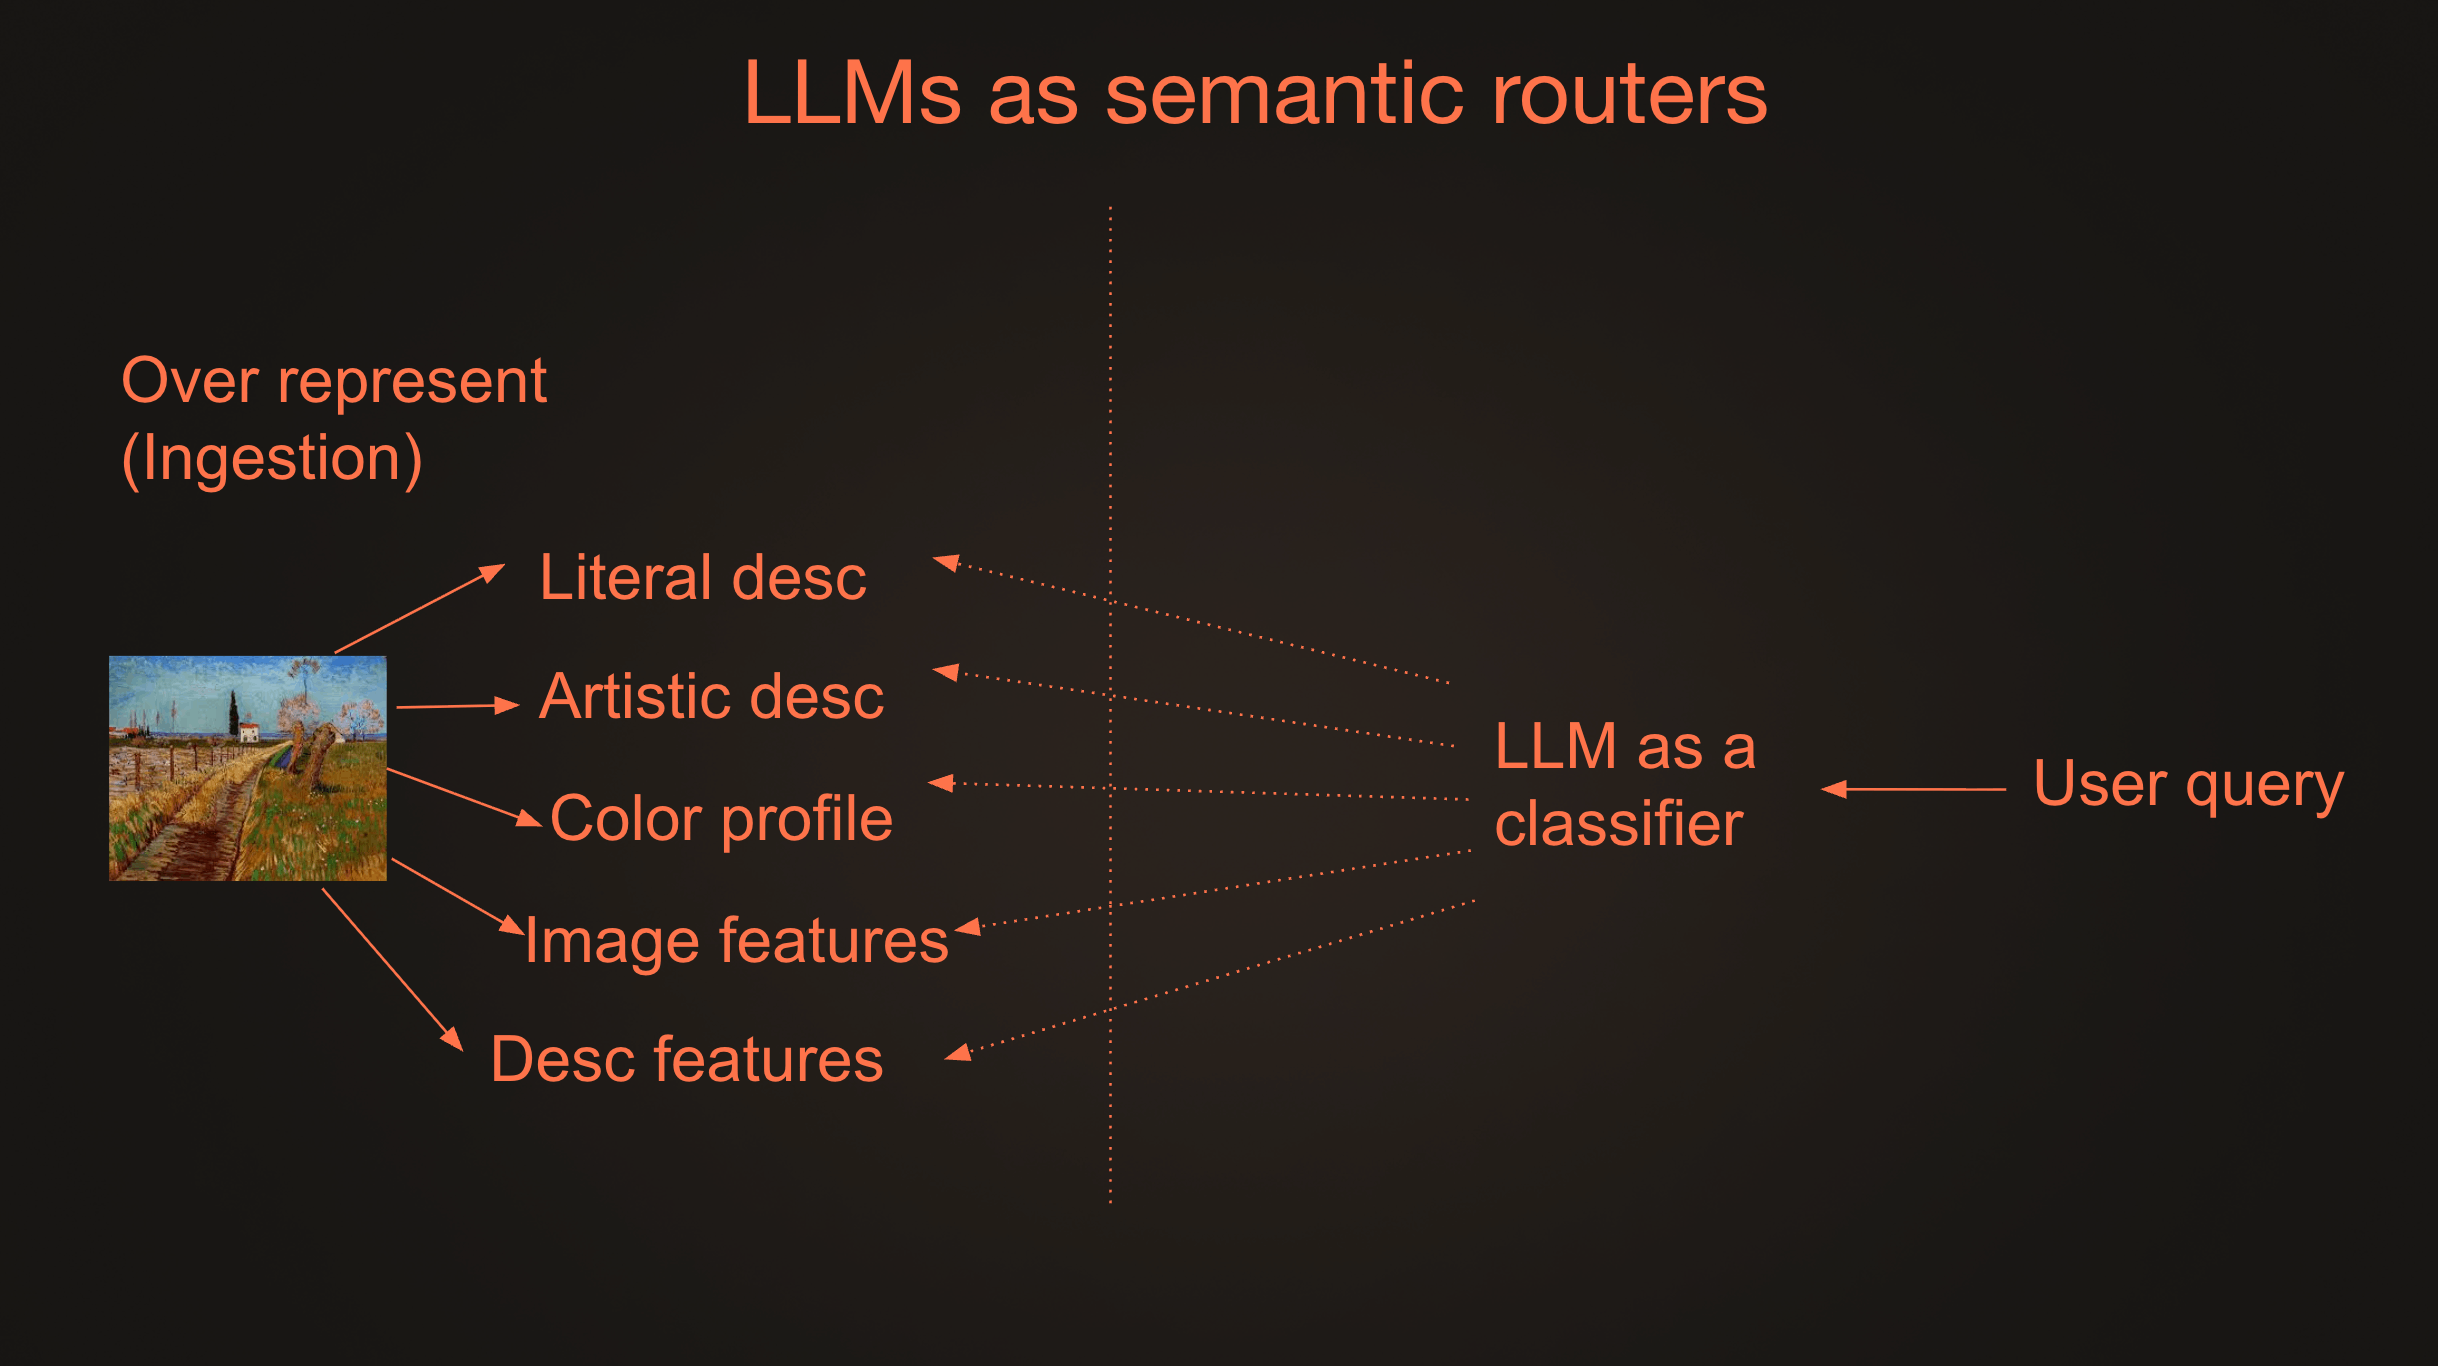 LLMs as semantic routers
Over represent
(Ingestion)
Literal desc
Artistic desc
Color profile
Image features
Desc features
LLM as a
classifier
User query